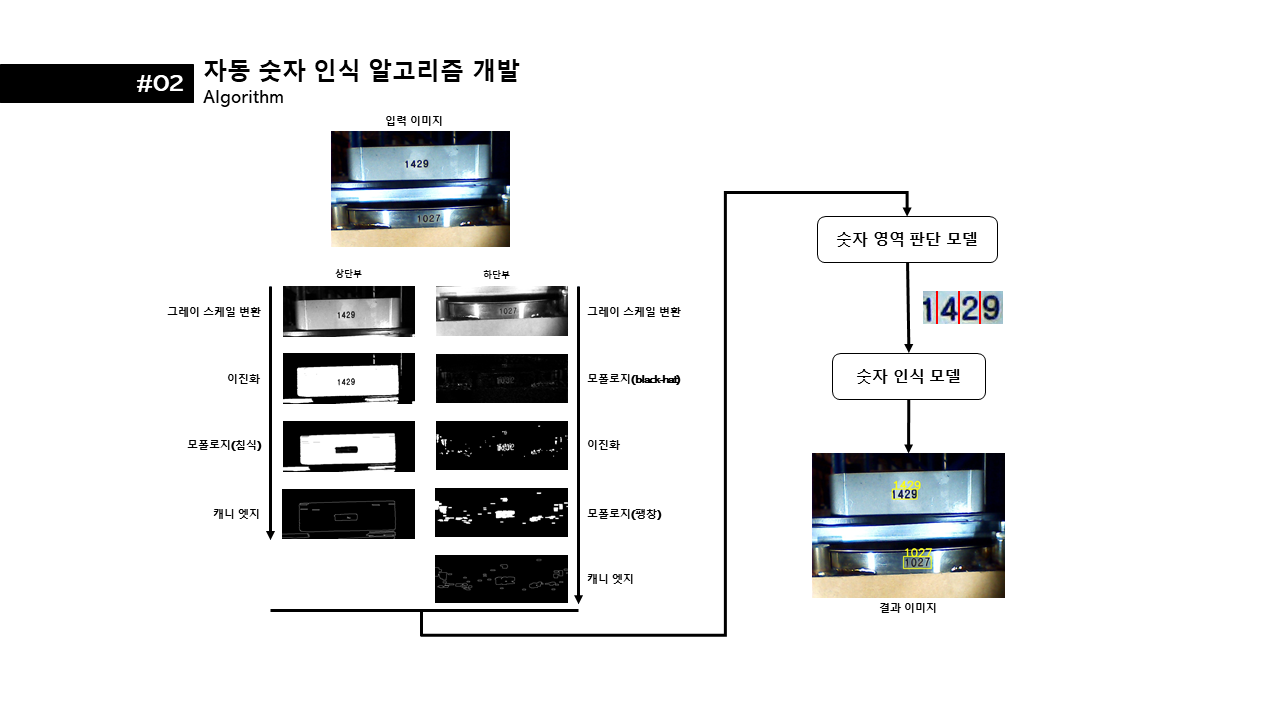 #02
자동 숫자 인식 알고리즘 개발
Algorithm
입력 이미지
1429
1027
상단부
하단부
그레이 스케일 변환
1429
1027
그레이 스케일 변환
이진화
1429
모폴로지(black-hat)
모폴로지(침식)
이진화
캐니 엣지
모폴로지(팽창)
캐니 엣지
숫자 영역 판단 모델
1429
숫자 인식 모델
1429
1429
1027
1027
결과 이미지